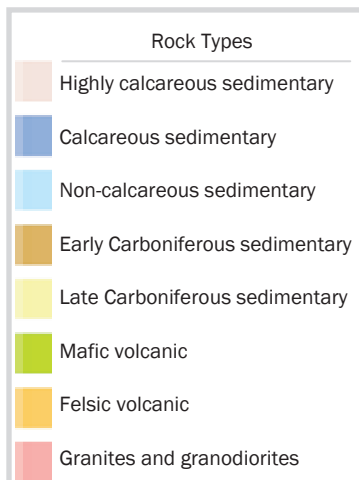 Rock Types
Highly calcareous sedimentary
Calcareous sedimentary
Non-calcareous sedimentary
Early Carboniferous sedimentary
Late Carboniferous sedimentary
Mafic volcanic
Felsic volcanic
Granites and granodiorites